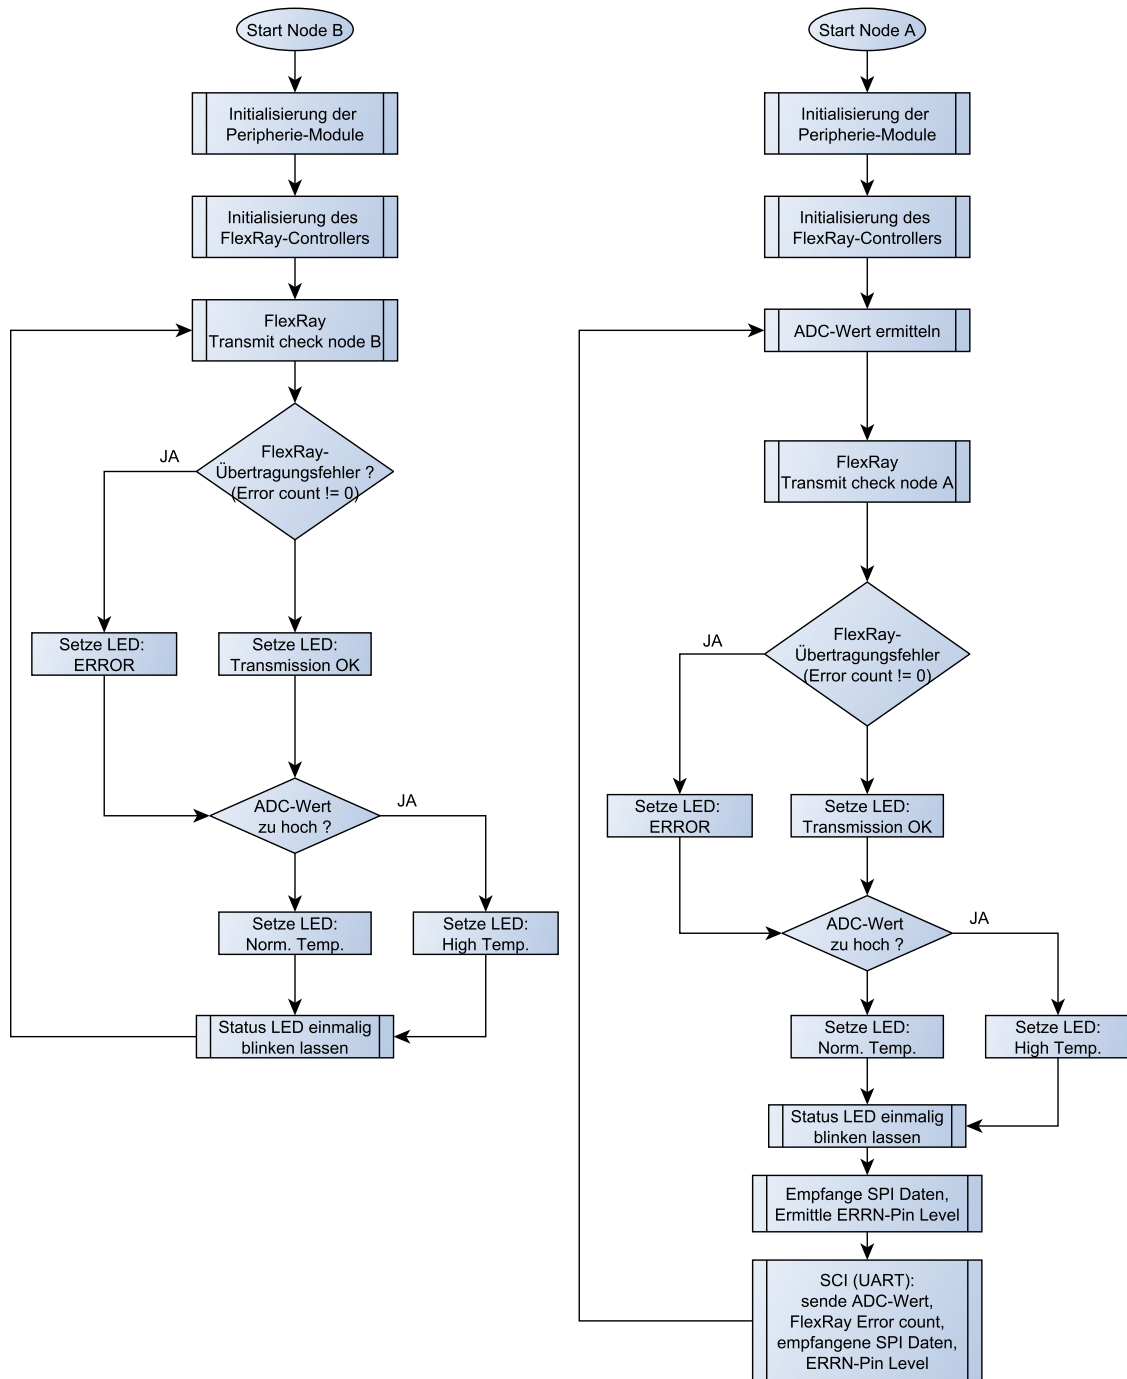 Start Node B
Initialisierung der
Peripherie-Module
Initialisierung des
FlexRay-Controllers
FlexRay
Transmit check node B
FlexRay-
Übertragungsfehler ?
(Error count != 0)
JA
Setze LED:
ERROR
Setze LED:
Transmission OK
ADC-Wert
zu hoch ?
JA
Setze LED:
Norm. Temp.
Setze LED:
High Temp.
Status LED einmalig
blinken lassen
Start Node A
Initialisierung der
Peripherie-Module
Initialisierung des
FlexRay-Controllers
ADC-Wert ermitteln
FlexRay
Transmit check node A
FlexRay-
Übertragungsfehler
(Error count != 0)
JA
Setze LED:
ERROR
Setze LED:
Transmission OK
ADC-Wert
zu hoch ?
JA
Setze LED:
Norm. Temp.
Setze LED:
High Temp.
Status LED einmalig
blinken lassen
Empfange SPI Daten,
Ermittle ERRN-Pin Level
SCI (UART):
sende ADC-Wert,
FlexRay Error count,
empfangene SPI Daten,
ERRN-Pin Level